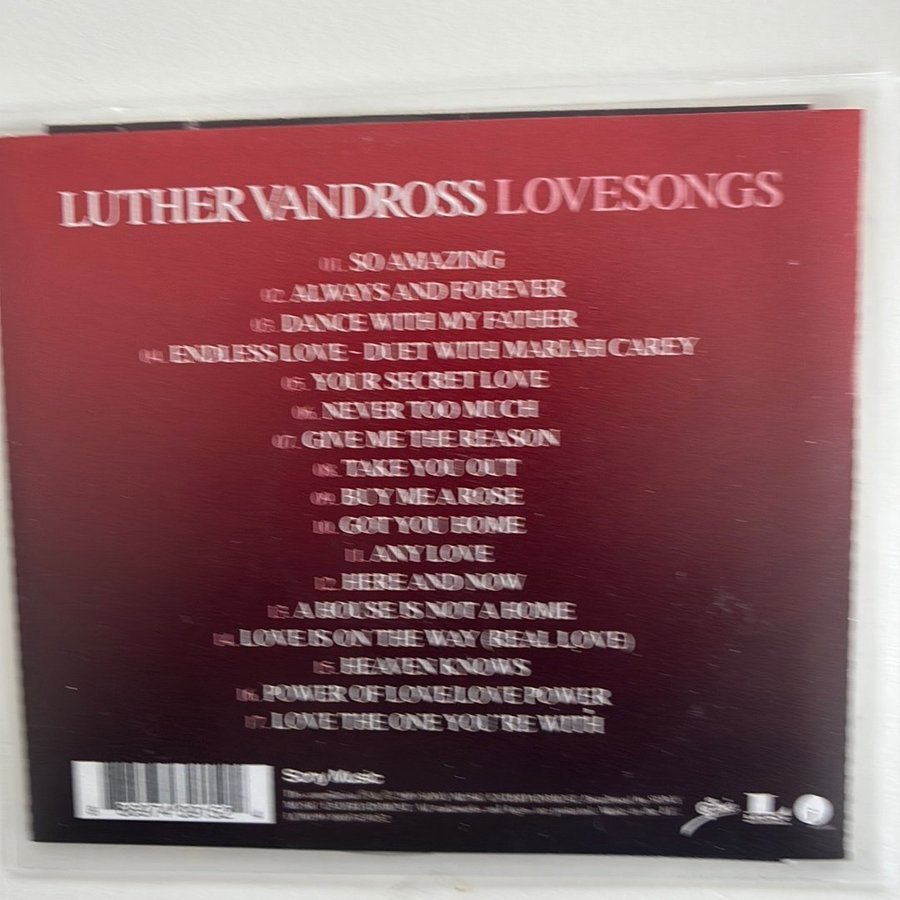 LUTHER VANDROSS LOVESONGS
01. SO AMAZING
02. ALWAYS AND FOREVER
03. DANCE WITH MY FATHER
04. ENDLESS LOVE - DUET WITH MARIAH CAREY
05. YOUR SECRET LOVE
06. NEVER TOO MUCH
07. GIVE ME THE REASON
08. TAKE YOU OUT
09. BUY ME A ROSE
10. GOT YOU HOME
11. ANY LOVE
12. HERE AND NOW
13. A HOUSE IS NOT A HOME
14. LOVE IS ON THE WAY (REAL LOVE)
15. HEAVEN KNOWS
16. POWER OF LOVE/LOVE POWER
17. LOVE THE ONE YOU'RE WITH
Sony Music